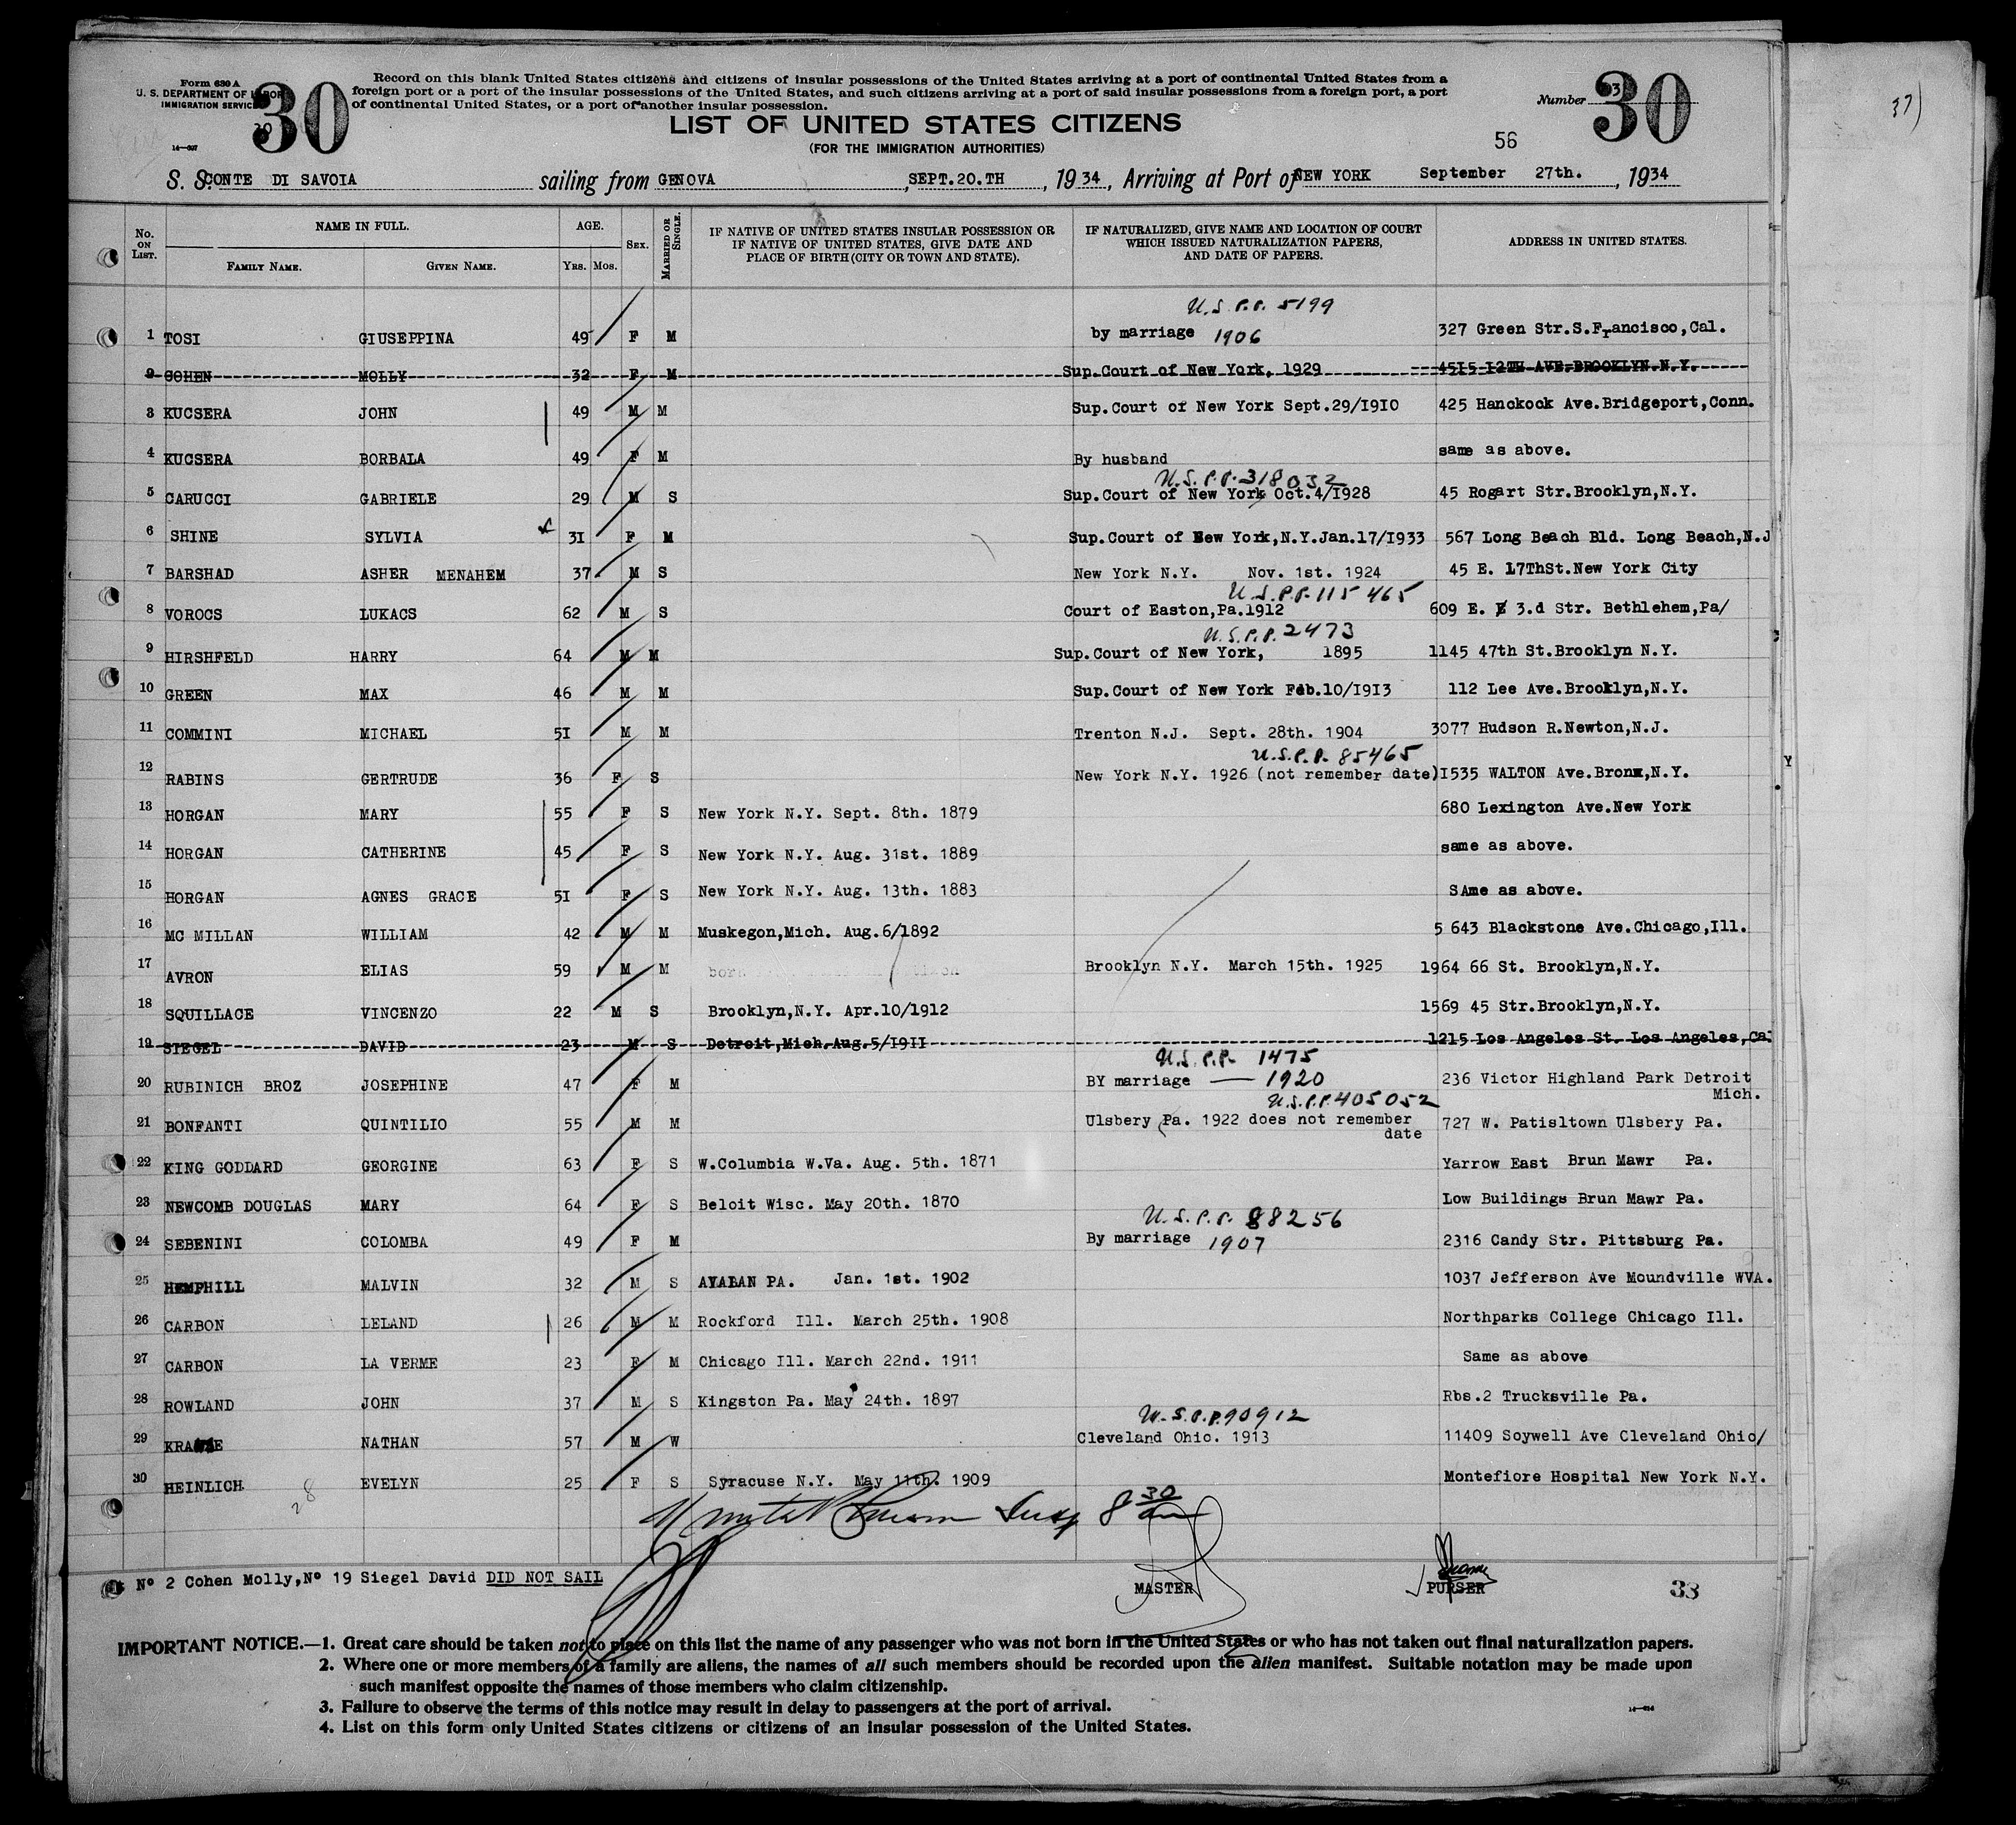 Form 630 A
U. S. DEPARTMENT OF LABOR
IMMIGRATION SERVICE
30
14—607
Record on this blank United States citizens and citizens of insular possessions of the United States arriving at a port of continental United States from a
foreign port or a port of the insular possessions of the United States, and such citizens arriving at a port of said insular possessions from a foreign port, a port
of continental United States, or a port of another insular possession.
Number 30
37)
LIST OF UNITED STATES CITIZENS
(FOR THE IMMIGRATION AUTHORITIES)
56
S. S. CONTE DI SAVOIA sailing from GENOVA , SEPT.20.TH , 1934, Arriving at Port of NEW YORK September 27th. , 1934
No. ON LIST. NAME IN FULL. AGE. SEX. MARRIED OR SINGLE. IF NATIVE OF UNITED STATES INSULAR POSSESSION OR IF NATIVE OF UNITED STATES, GIVE DATE AND PLACE OF BIRTH (CITY OR TOWN AND STATE). IF NATURALIZED, GIVE NAME AND LOCATION OF COURT WHICH ISSUED NATURALIZATION PAPERS, AND DATE OF PAPERS. ADDRESS IN UNITED STATES.
FAMILY NAME. GIVEN NAME. Yrs. Mos.
U.S.P.P. 5199
1 TOSI GIUSEPPINA 49 F M by marriage 1906 327 Green Str.S.Francisco,Cal.
COHEN MOLLY 32 F M Sup.Court of New York, 1929 4515 12TH AVE.BROOKLYN.N.Y.
3 KUCSERA JOHN 49 M M Sup.Court of New York Sept.29/1910 425 Hanckock Ave.Bridgeport,Conn.
4 KUCSERA BORBALA 49 F M By husband same as above.
U.S.P.P. 318032
5 CARUCCI GABRIELE 29 M S Sup.Court of New York Oct.4/1928 45 Rogart Str.Brooklyn,N.Y.
6 SHINE SYLVIA 31 F M Sup.Court of New York,N.Y.Jan.17/1933 567 Long Beach Bld. Long Beach,N.J
7 BARSHAD ASHER MENAHEM 37 M S New York N.Y. Nov. 1st. 1924 45 E. 17ThSt.New York City
U.S.P.P. 115465
8 VOROCS LUKACS 62 M S Court of Easton,Pa.1912 609 E. 3.d Str. Bethlehem,Pa/
U.S.P.P. 2473
9 HIRSHFELD HARRY 64 M M Sup.Court of New York, 1895 1145 47th St.Brooklyn N.Y.
10 GREEN MAX 46 M M Sup.Court of New York Feb.10/1913 112 Lee Ave.Brooklyn,N.Y.
11 COMMINI MICHAEL 51 M M Trenton N.J. Sept. 28th. 1904 3077 Hudson R.Newton,N.J.
U.S.P.P. 85465
12 RABINS GERTRUDE 36 F S New York N.Y. 1926 (not remember date) 1535 WALTON Ave.Bronx,N.Y.
13 HORGAN MARY 55 F S New York N.Y. Sept. 8th. 1879 680 Lexington Ave.New York
14 HORGAN CATHERINE 45 F S New York N.Y. Aug. 31st. 1889 same as above.
15 HORGAN AGNES GRACE 51 F S New York N.Y. Aug. 13th. 1883 SAme as above.
16 MC MILLAN WILLIAM 42 M M Muskegon,Mich. Aug.6/1892 5 643 Blackstone Ave.Chicago,Ill.
17 AVRON ELIAS 59 M M born Brooklyn N.Y. March 15th. 1925 1964 66 St. Brooklyn,N.Y.
18 SQUILLACE VINCENZO 22 M S Brooklyn,N.Y. Apr.10/1912 1569 45 Str.Brooklyn,N.Y.
19 SIEGEL DAVID 23 M S Detroit,Mich.Aug.5/1911 1215 Los Angeles St. Los Angeles,Ca.
U.S.P.P. 1475
20 RUBINICH BROZ JOSEPHINE 47 F M BY marriage — 1920 236 Victor Highland Park Detroit Mich.
U.S.P.P. 405052
21 BONFANTI QUINTILIO 55 M M Ulsbery Pa. 1922 does not remember date 727 W. Patisltown Ulsbery Pa.
22 KING GODDARD GEORGINE 63 F S W.Columbia W.Va. Aug. 5th. 1871 Yarrow East Brun Mawr Pa.
23 NEWCOMB DOUGLAS MARY 64 F S Beloit Wisc. May 20th. 1870 Low Buildings Brun Mawr Pa.
U.S.P.P. 88256
24 SEBENINI COLOMBA 49 F M By marriage 1907 2316 Candy Str. Pittsburg Pa.
25 HEMPHILL MALVIN 32 M S AVALAN PA. Jan. 1st. 1902 1037 Jefferson Ave Moundville WVA.
26 CARBON LELAND 26 M M Rockford Ill. March 25th. 1908 Northparks College Chicago Ill.
27 CARBON LA VERME 23 F M Chicago Ill. March 22nd. 1911 Same as above
28 ROWLAND JOHN 37 M S Kingston Pa. May 24th. 1897 Rbs.2 Trucksville Pa.
U.S.P.P. 90912
29 NATHAN 57 M W Cleveland Ohio. 1913 11409 Soywell Ave Cleveland Ohio/
30 HEINLICH EVELYN 25 F S Syracuse N.Y. May 11th. 1909 Montefiore Hospital New York N.Y.
28
8 30
Nº 2 Cohen Molly,Nº 19 Siegel David DID NOT SAIL
MASTER
PURSER
33
IMPORTANT NOTICE.—1. Great care should be taken not to place on this list the name of any passenger who was not born in the United States or who has not taken out final naturalization papers.
2. Where one or more members of a family are aliens, the names of all such members should be recorded upon the alien manifest. Suitable notation may be made upon
such manifest opposite the names of those members who claim citizenship.
3. Failure to observe the terms of this notice may result in delay to passengers at the port of arrival.
4. List on this form only United States citizens or citizens of an insular possession of the United States.